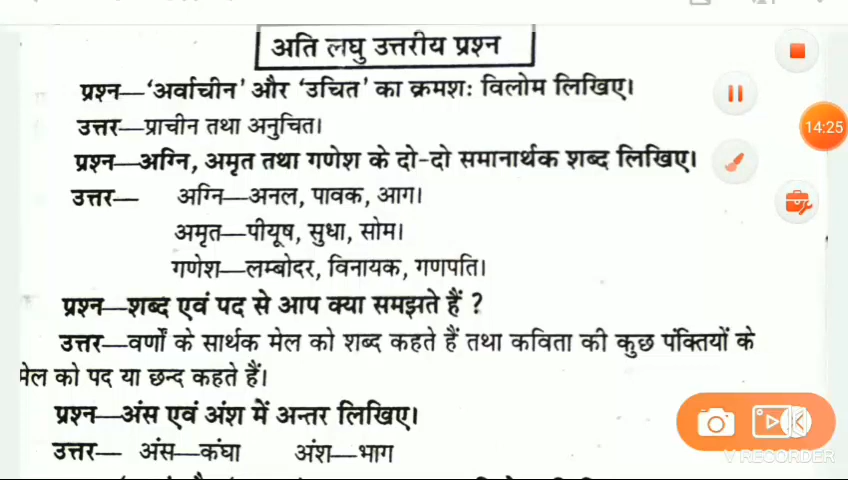 अति लघु उत्तरीय प्रश्न
प्रश्न—‘अर्वाचीन’ और ‘उचित’ का क्रमशः विलोम लिखिए।
उत्तर—प्राचीन तथा अनुचित।
प्रश्न—अग्नि, अमृत तथा गणेश के दो-दो समानार्थक शब्द लिखिए।
उत्तर— अग्नि—अनल, पावक, आग।
अमृत—पीयूष, सुधा, सोम।
गणेश—लम्बोदर, विनायक, गणपति।
प्रश्न—शब्द एवं पद से आप क्या समझते हैं ?
उत्तर—वर्णों के सार्थक मेल को शब्द कहते हैं तथा कविता की कुछ पंक्तियों के
मेल को पद या छन्द कहते हैं।
प्रश्न—अंस एवं अंश में अन्तर लिखिए।
उत्तर— अंस—कंघा अंश—भाग
14:25
V RECORDER